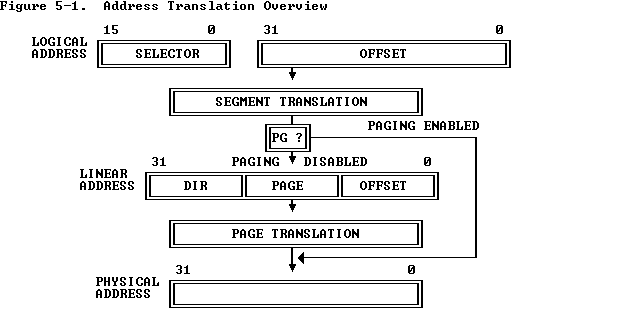 Figure 5-1. Address Translation Overview
15 0 31 0
LOGICAL ADDRESS
SELECTOR
OFFSET
SEGMENT TRANSLATION
PG ?
PAGING ENABLED
31 PAGING DISABLED 0
LINEAR ADDRESS
DIR
PAGE
OFFSET
PAGE TRANSLATION
31 0
PHYSICAL ADDRESS